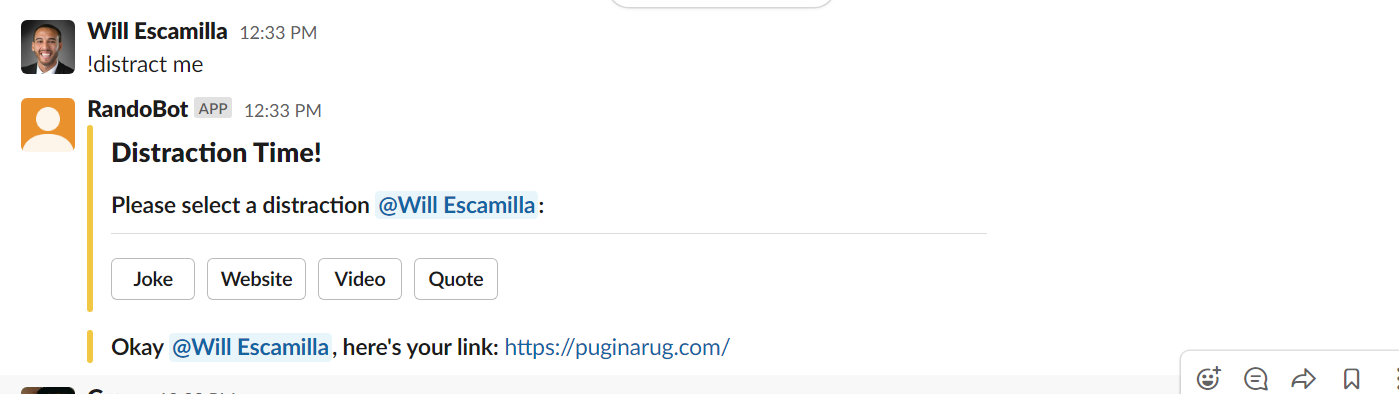 Will Escamilla 12:33 PM
!distract me
RandoBot APP 12:33 PM
Distraction Time!
Please select a distraction @Will Escamilla:
Joke Website Video Quote
Okay @Will Escamilla, here's your link: https://puginarug.com/